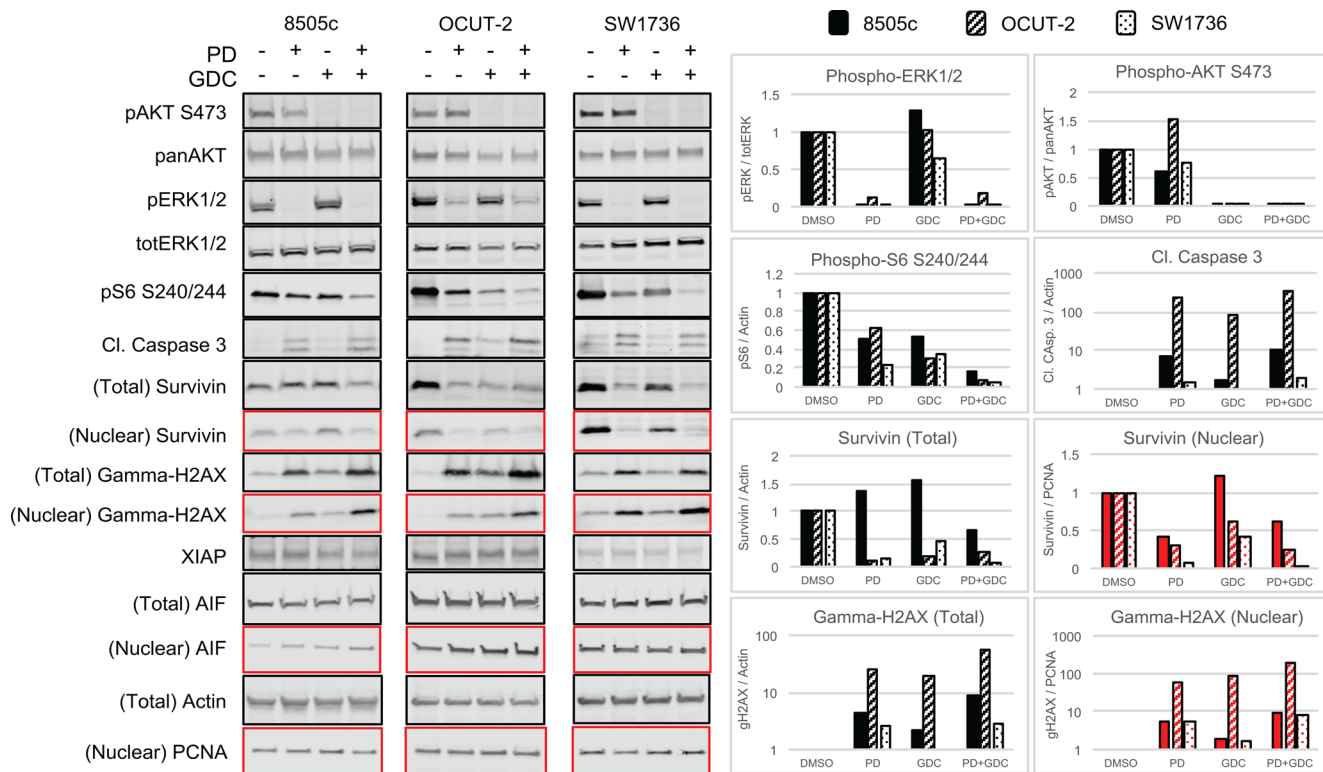 8505c OCUT-2 SW1736
PD - + - + - + - + - + - +
GDC - - + + - - + + - - + +
pAKT S473
panAKT
pERK1/2
totERK1/2
pS6 S240/244
Cl. Caspase 3
(Total) Survivin
(Nuclear) Survivin
(Total) Gamma-H2AX
(Nuclear) Gamma-H2AX
XIAP
(Total) AIF
(Nuclear) AIF
(Total) Actin
(Nuclear) PCNA
8505c OCUT-2 SW1736
Phospho-ERK1/2
pERK / totERK
1.5
1
0.5
0
DMSO PD GDC PD+GDC
Phospho-AKT S473
pAKT / panAKT
2
1.5
1
0.5
0
DMSO PD GDC PD+GDC
Phospho-S6 S240/244
pS6 / Actin
1.2
1
0.8
0.6
0.4
0.2
0
DMSO PD GDC PD+GDC
Cl. Caspase 3
Cl. CAsp. 3 / Actin
1000
100
10
1
DMSO PD GDC PD+GDC
Survivin (Total)
Survivin / Actin
2
1.5
1
0.5
0
DMSO PD GDC PD+GDC
Survivin (Nuclear)
Survivin / PCNA
1.5
1
0.5
0
DMSO PD GDC PD+GDC
Gamma-H2AX (Total)
gH2AX / Actin
100
10
1
DMSO PD GDC PD+GDC
Gamma-H2AX (Nuclear)
gH2AX / PCNA
1000
100
10
1
DMSO PD GDC PD+GDC